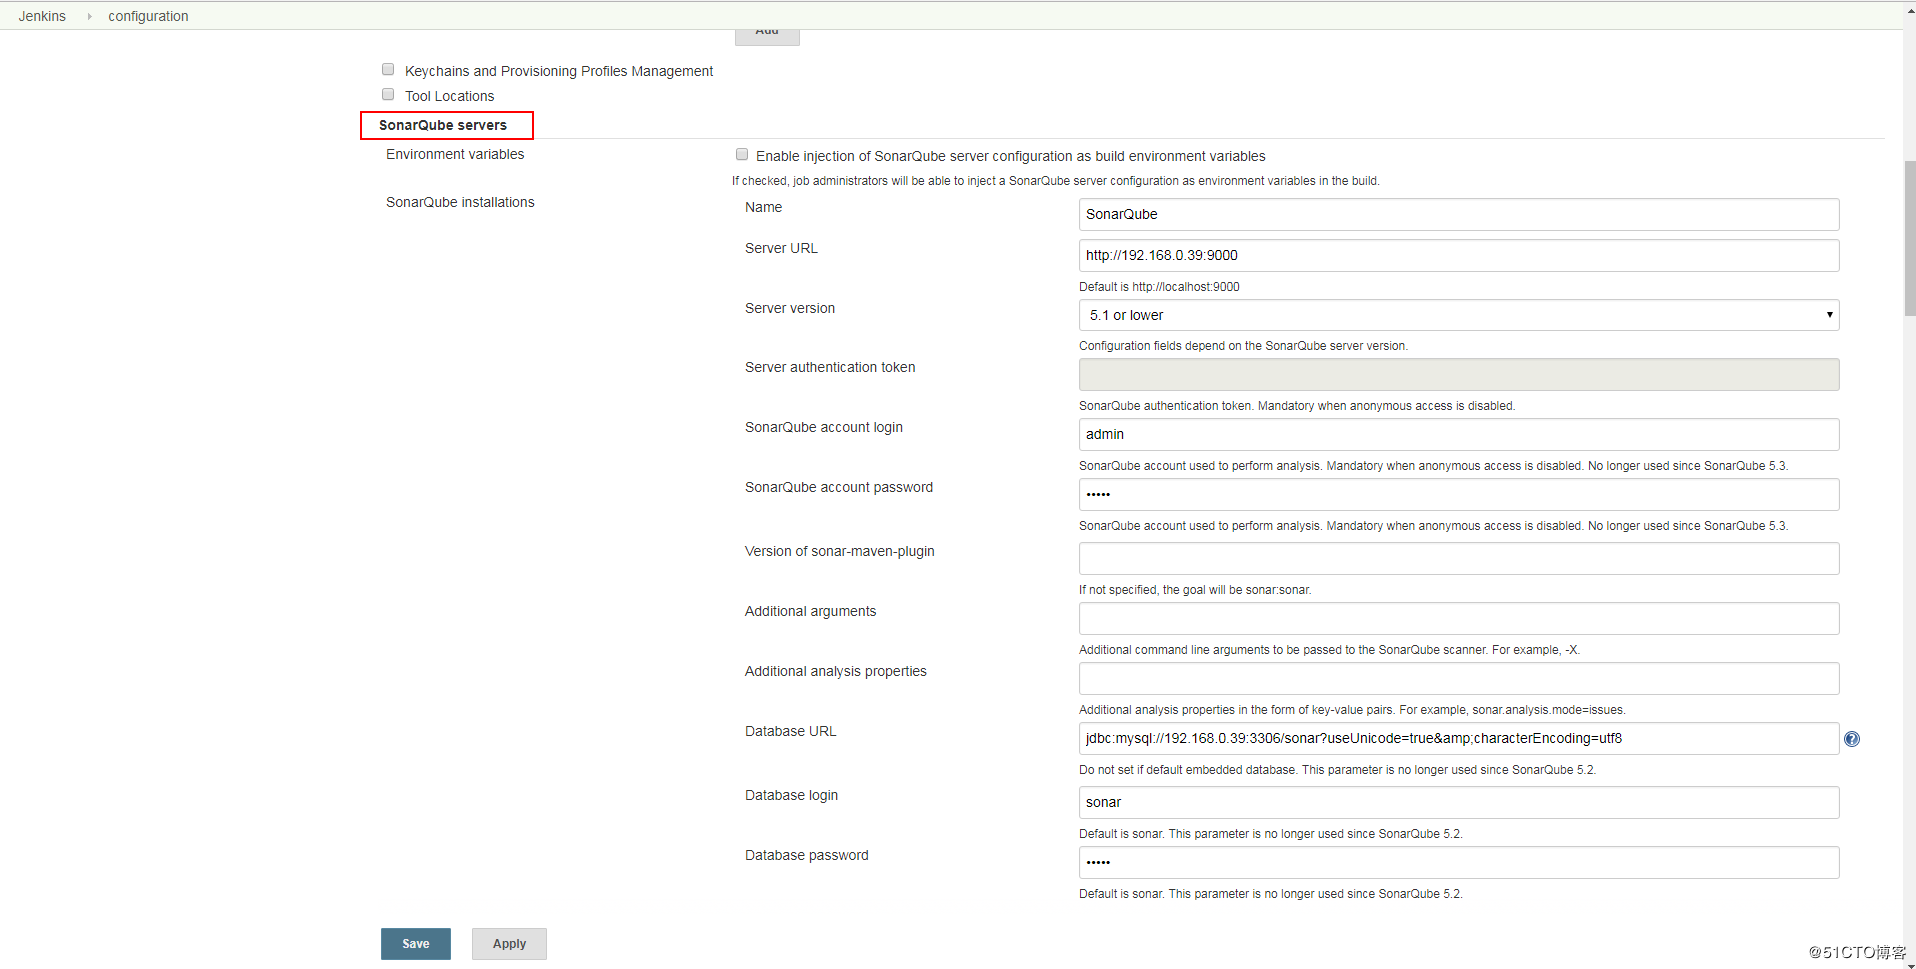 Jenkins
configuration
Add
Keychains and Provisioning Profiles Management
Tool Locations
SonarQube servers
Environment variables
Enable injection of SonarQube server configuration as build environment variables
If checked, job administrators will be able to inject a SonarQube server configuration as environment variables in the build.
SonarQube installations
Name
SonarQube
Server URL
http://192.168.0.39:9000
Default is http://localhost:9000
Server version
5.1 or lower
Configuration fields depend on the SonarQube server version.
Server authentication token
SonarQube authentication token. Mandatory when anonymous access is disabled.
SonarQube account login
admin
SonarQube account used to perform analysis. Mandatory when anonymous access is disabled. No longer used since SonarQube 5.3.
SonarQube account password
•••••
SonarQube account used to perform analysis. Mandatory when anonymous access is disabled. No longer used since SonarQube 5.3.
Version of sonar-maven-plugin
If not specified, the goal will be sonar:sonar.
Additional arguments
Additional command line arguments to be passed to the SonarQube scanner. For example, -X.
Additional analysis properties
Additional analysis properties in the form of key-value pairs. For example, sonar.analysis.mode=issues.
Database URL
jdbc:mysql://192.168.0.39:3306/sonar?useUnicode=true&amp;characterEncoding=utf8
Do not set if default embedded database. This parameter is no longer used since SonarQube 5.2.
Database login
sonar
Default is sonar. This parameter is no longer used since SonarQube 5.2.
Database password
•••••
Default is sonar. This parameter is no longer used since SonarQube 5.2.
Save
Apply
@51CTO博客